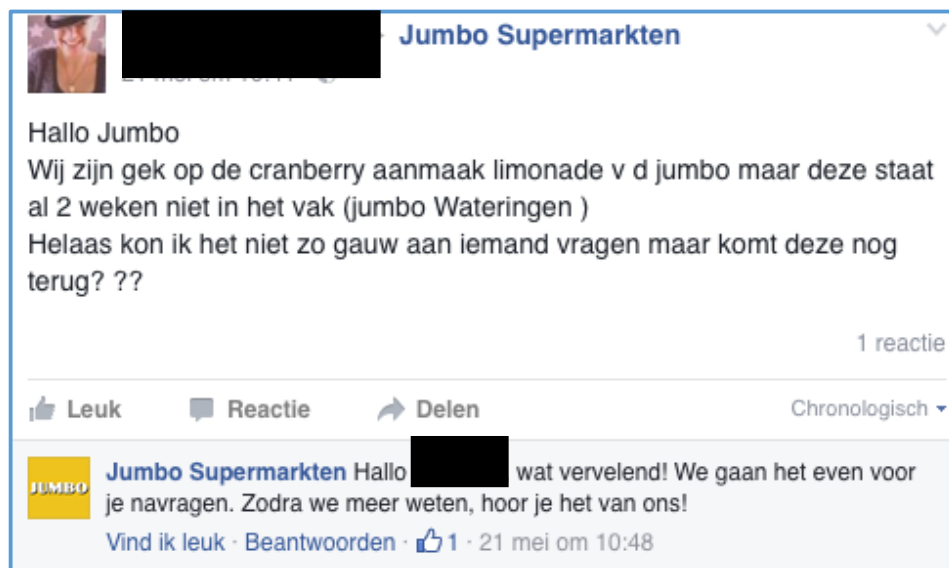 Jumbo Supermarkten
Hallo Jumbo
Wij zijn gek op de cranberry aanmaak limonade v d jumbo maar deze staat
al 2 weken niet in het vak (jumbo Wateringen )
Helaas kon ik het niet zo gauw aan iemand vragen maar komt deze nog
terug? ??
1 reactie
Leuk Reactie Delen Chronologisch
JUMBO
Jumbo Supermarkten Hallo wat vervelend! We gaan het even voor
je navragen. Zodra we meer weten, hoor je het van ons!
Vind ik leuk · Beantwoorden · 1 · 21 mei om 10:48